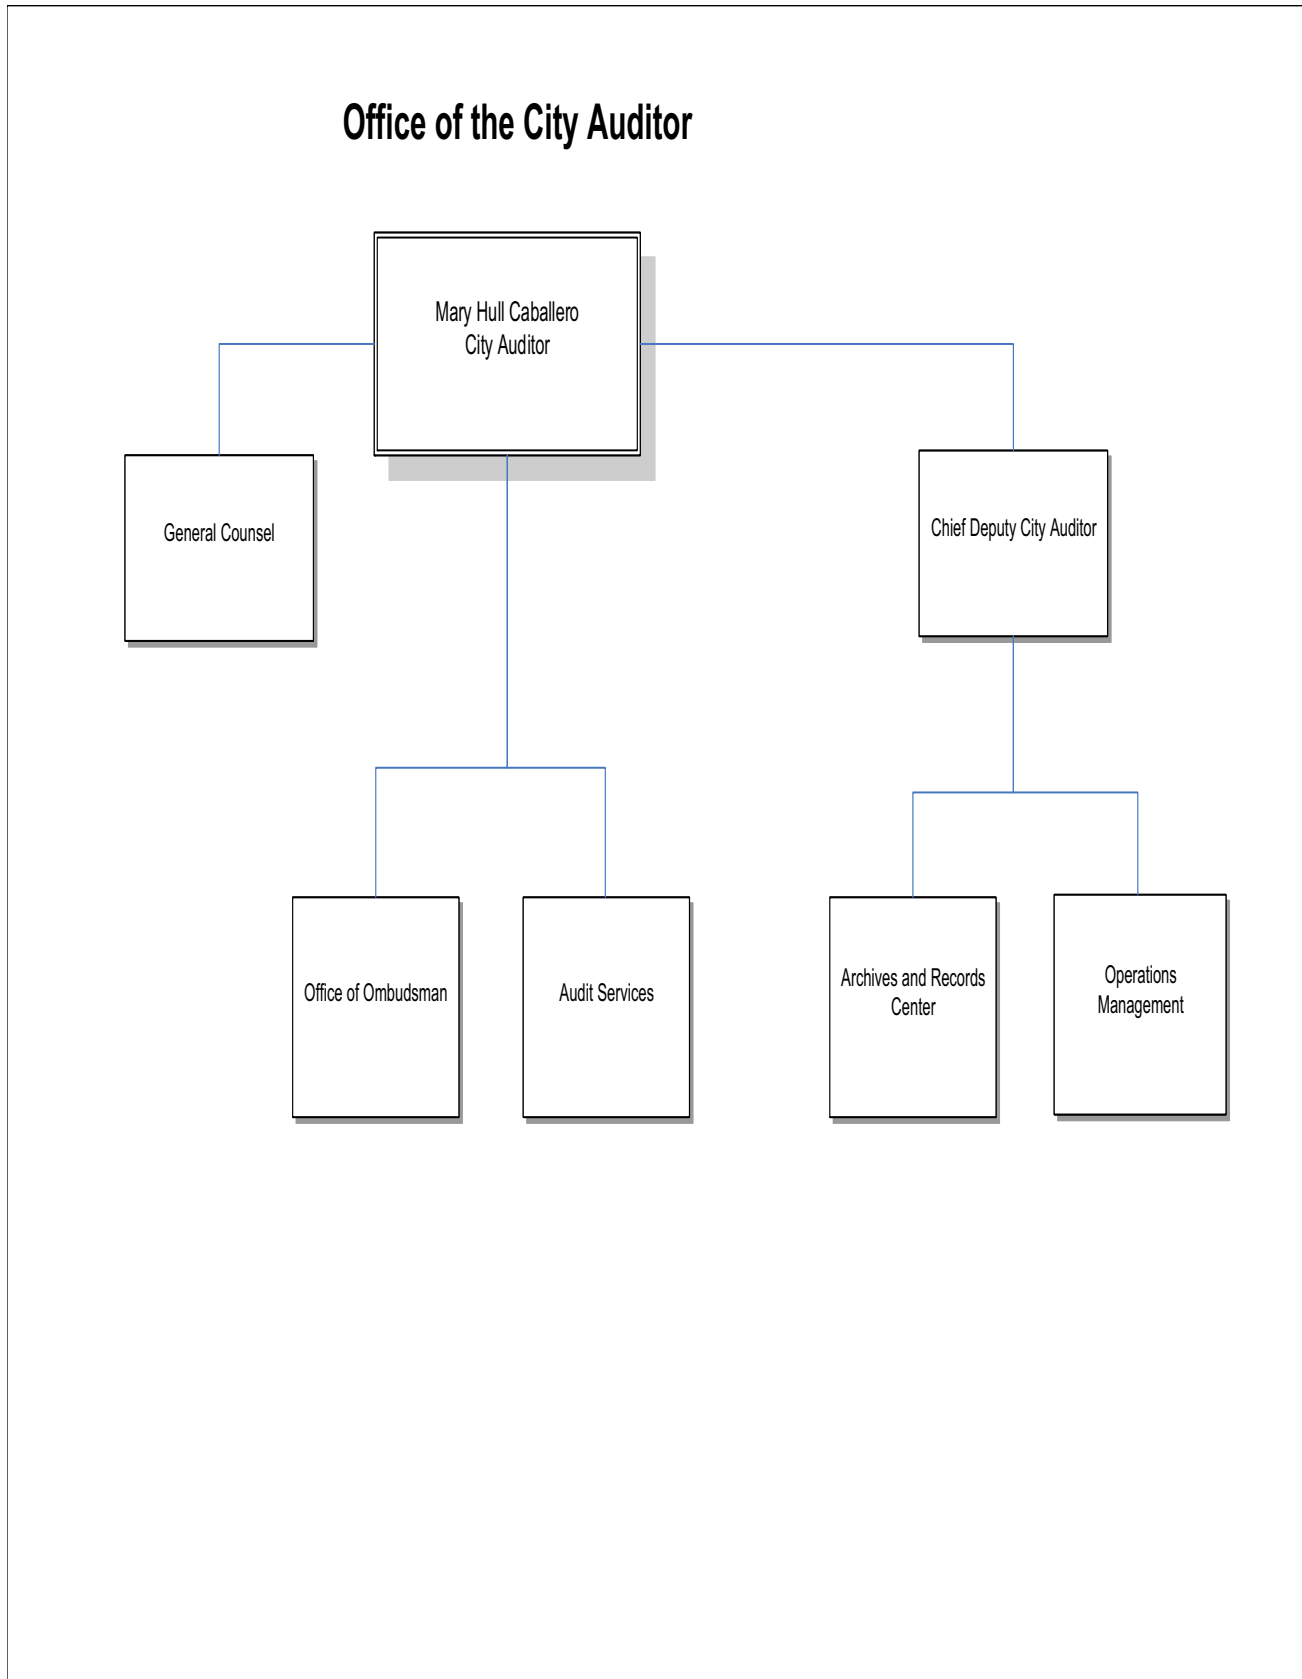 Office of the City Auditor
Mary Hull Caballero
City Auditor
General Counsel
Chief Deputy City Auditor
Office of Ombudsman
Audit Services
Archives and Records
Center
Operations
Management